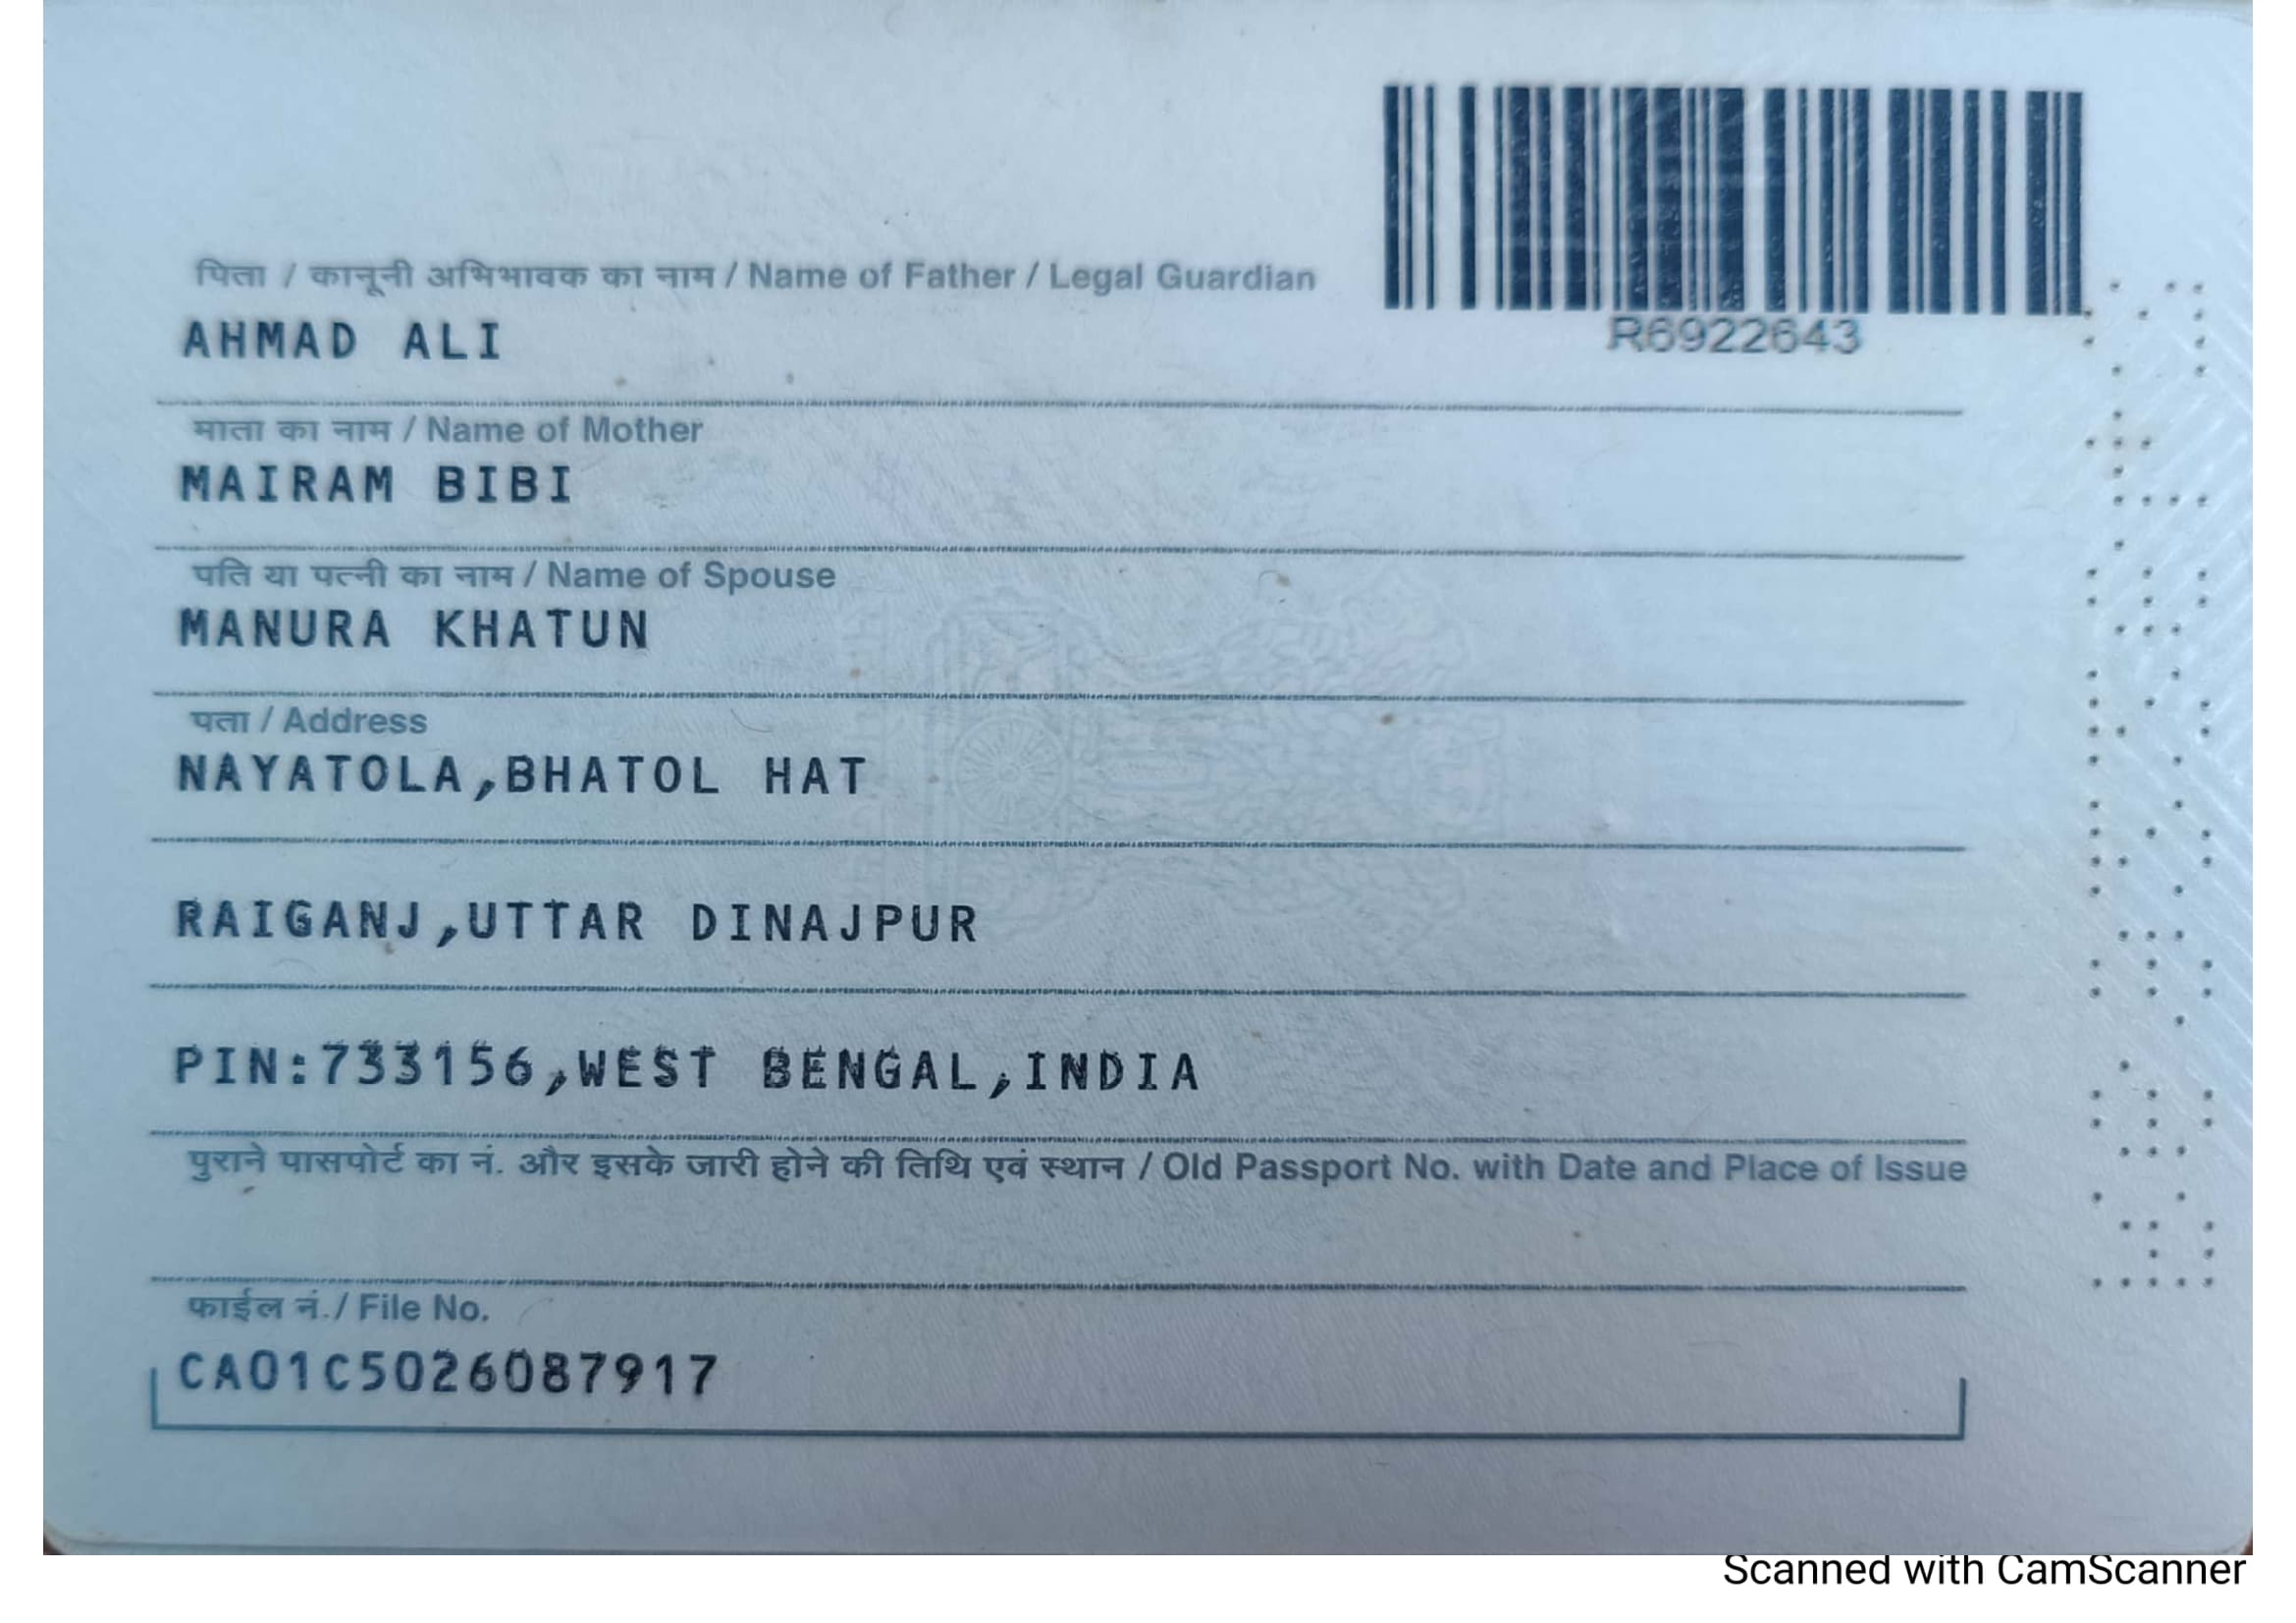 R6922643
पिता / कानूनी अभिभावक का नाम / Name of Father / Legal Guardian
AHMAD ALI
माता का नाम / Name of Mother
MAIRAM BIBI
पति या पत्नी का नाम / Name of Spouse
MANURA KHATUN
पता / Address
NAYATOLA,BHATOL HAT
RAIGANJ,UTTAR DINAJPUR
PIN:733156,WEST BENGAL,INDIA
पुराने पासपोर्ट का नं. और इसके जारी होने की तिथि एवं स्थान / Old Passport No. with Date and Place of Issue
फाईल नं./ File No.
CA01C5026087917
Scanned with CamScanner